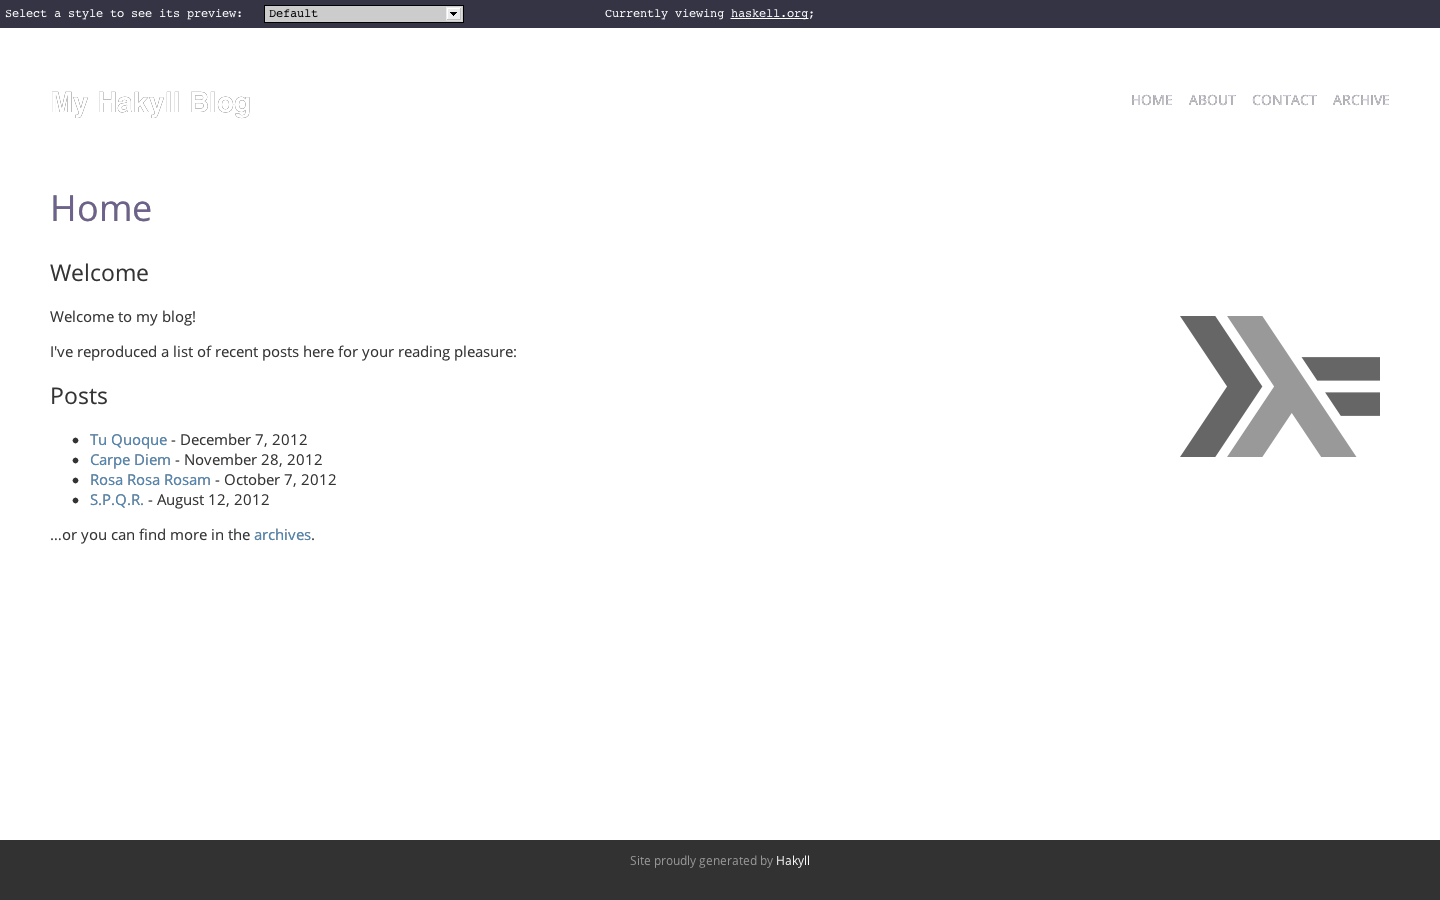 Select a style to see its preview: Default Currently viewing haskell.org;
My Hakyll Blog
HOME ABOUT CONTACT ARCHIVE
Home
Welcome
Welcome to my blog!
I've reproduced a list of recent posts here for your reading pleasure:
Posts
Tu Quoque - December 7, 2012
Carpe Diem - November 28, 2012
Rosa Rosa Rosam - October 7, 2012
S.P.Q.R. - August 12, 2012
…or you can find more in the archives.
Site proudly generated by Hakyll